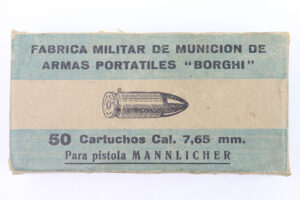 FABRICA MILITAR DE MUNICION DE
ARMAS PORTATILES "BORGHI"
50 Cartuchos Cal. 7,65 mm.
Para pistola MANNLICHER